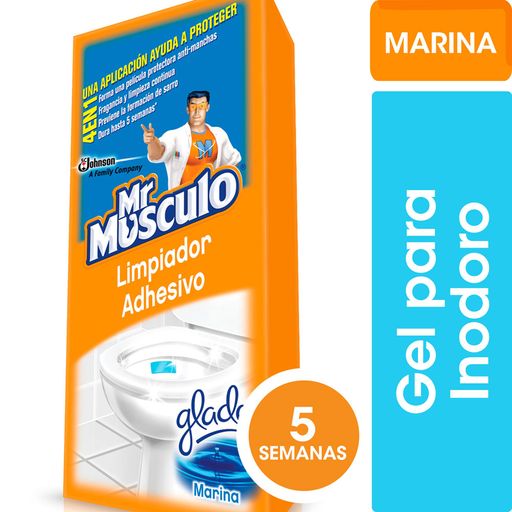 MARINA
UNA APLICACIÓN AYUDA A PROTEGER
4EN1
Forma una película protectora anti-manchas
Fragancia y limpieza continua
Previene la formación de sarro
Dura hasta 5 semanas*
SC Johnson
A Family Company
M
Mr
Músculo
Limpiador
Adhesivo
glade
Marina
5
SEMANAS
Gel para
Inodoro